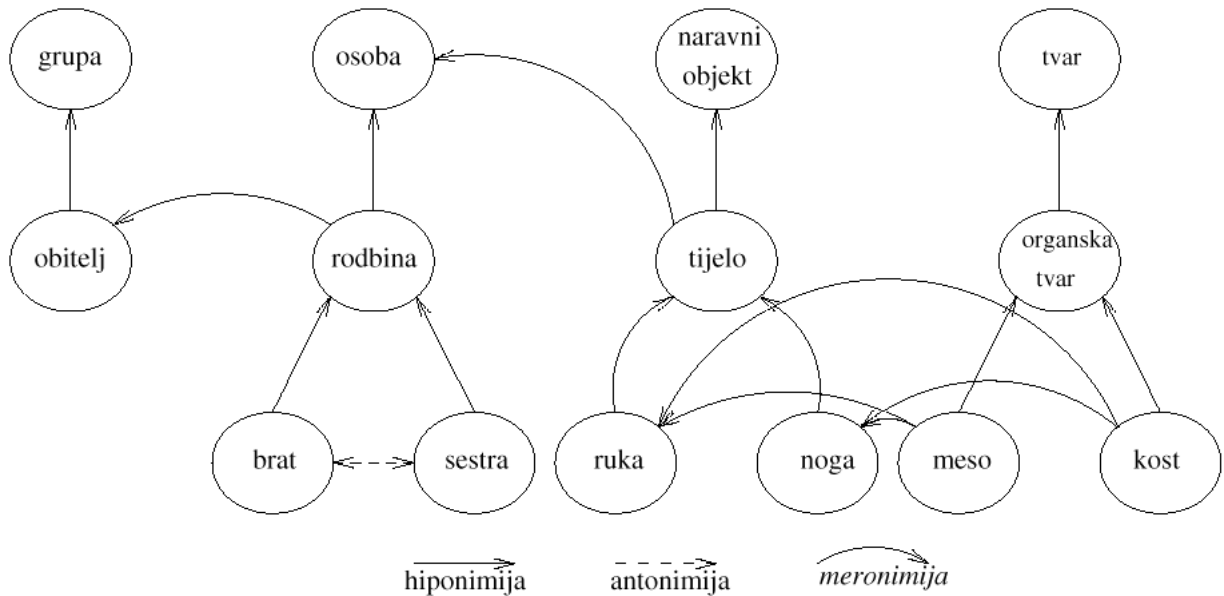 grupa
osoba
naravni
objekt
tvar
obitelj
rodbina
tijelo
organska
tvar
brat
sestra
ruka
noga
meso
kost
hiponimija
antonimija
meronimija